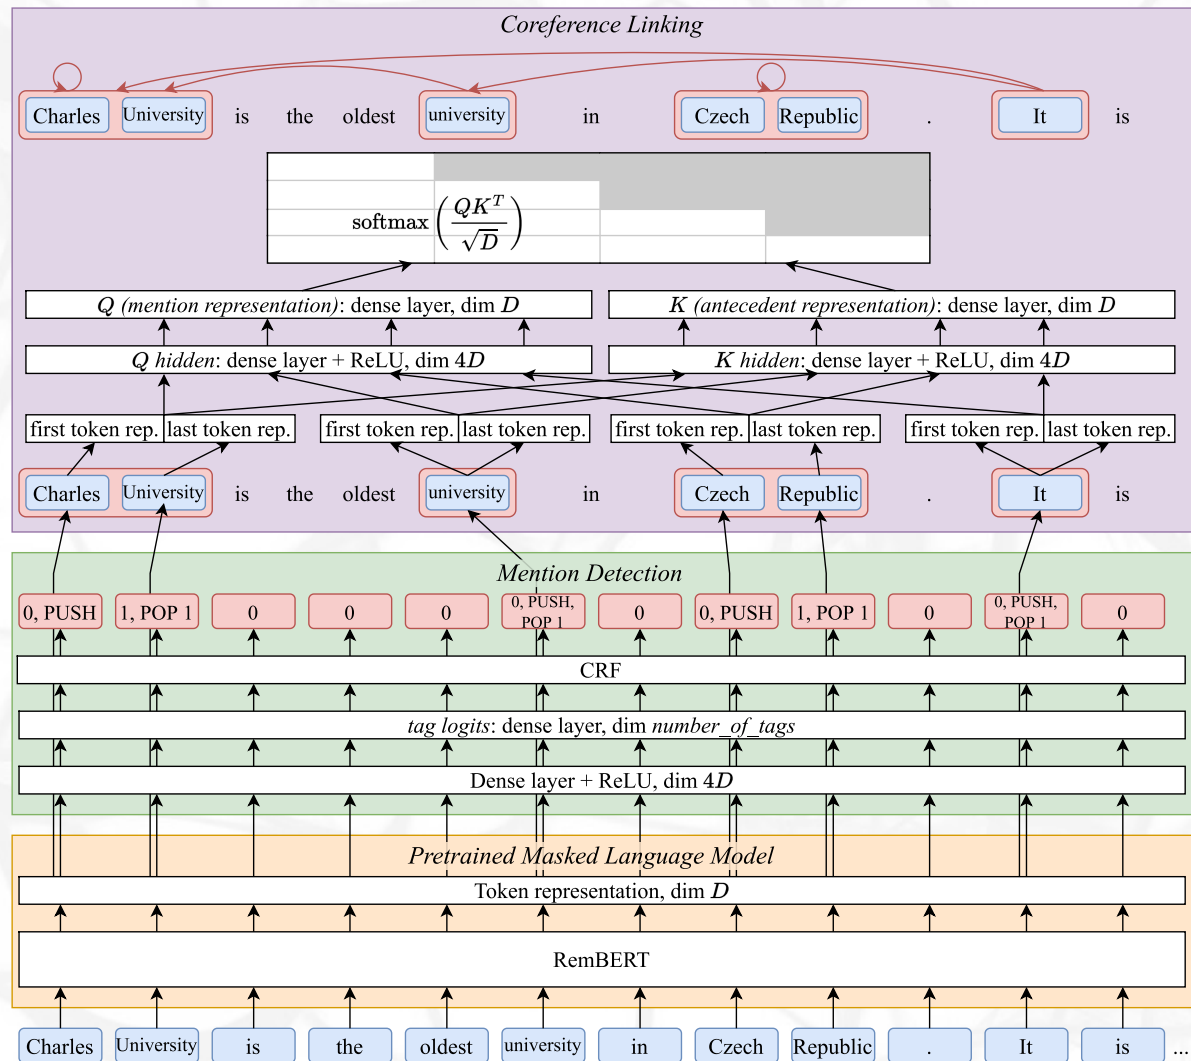 Coreference Linking
Charles University is the oldest university in Czech Republic . It is
softmax(QK^T / √D)
Q (mention representation): dense layer, dim D
K (antecedent representation): dense layer, dim D
Q hidden: dense layer + ReLU, dim 4D
K hidden: dense layer + ReLU, dim 4D
first token rep. last token rep. first token rep. last token rep. first token rep. last token rep. first token rep. last token rep.
Charles University is the oldest university in Czech Republic . It is
Mention Detection
0, PUSH 1, POP 1 0 0 0 0, PUSH, POP 1 0 0, PUSH 1, POP 1 0 0, PUSH, POP 1 0
CRF
tag logits: dense layer, dim number_of_tags
Dense layer + ReLU, dim 4D
Pretrained Masked Language Model
Token representation, dim D
RemBERT
Charles University is the oldest university in Czech Republic . It is ...